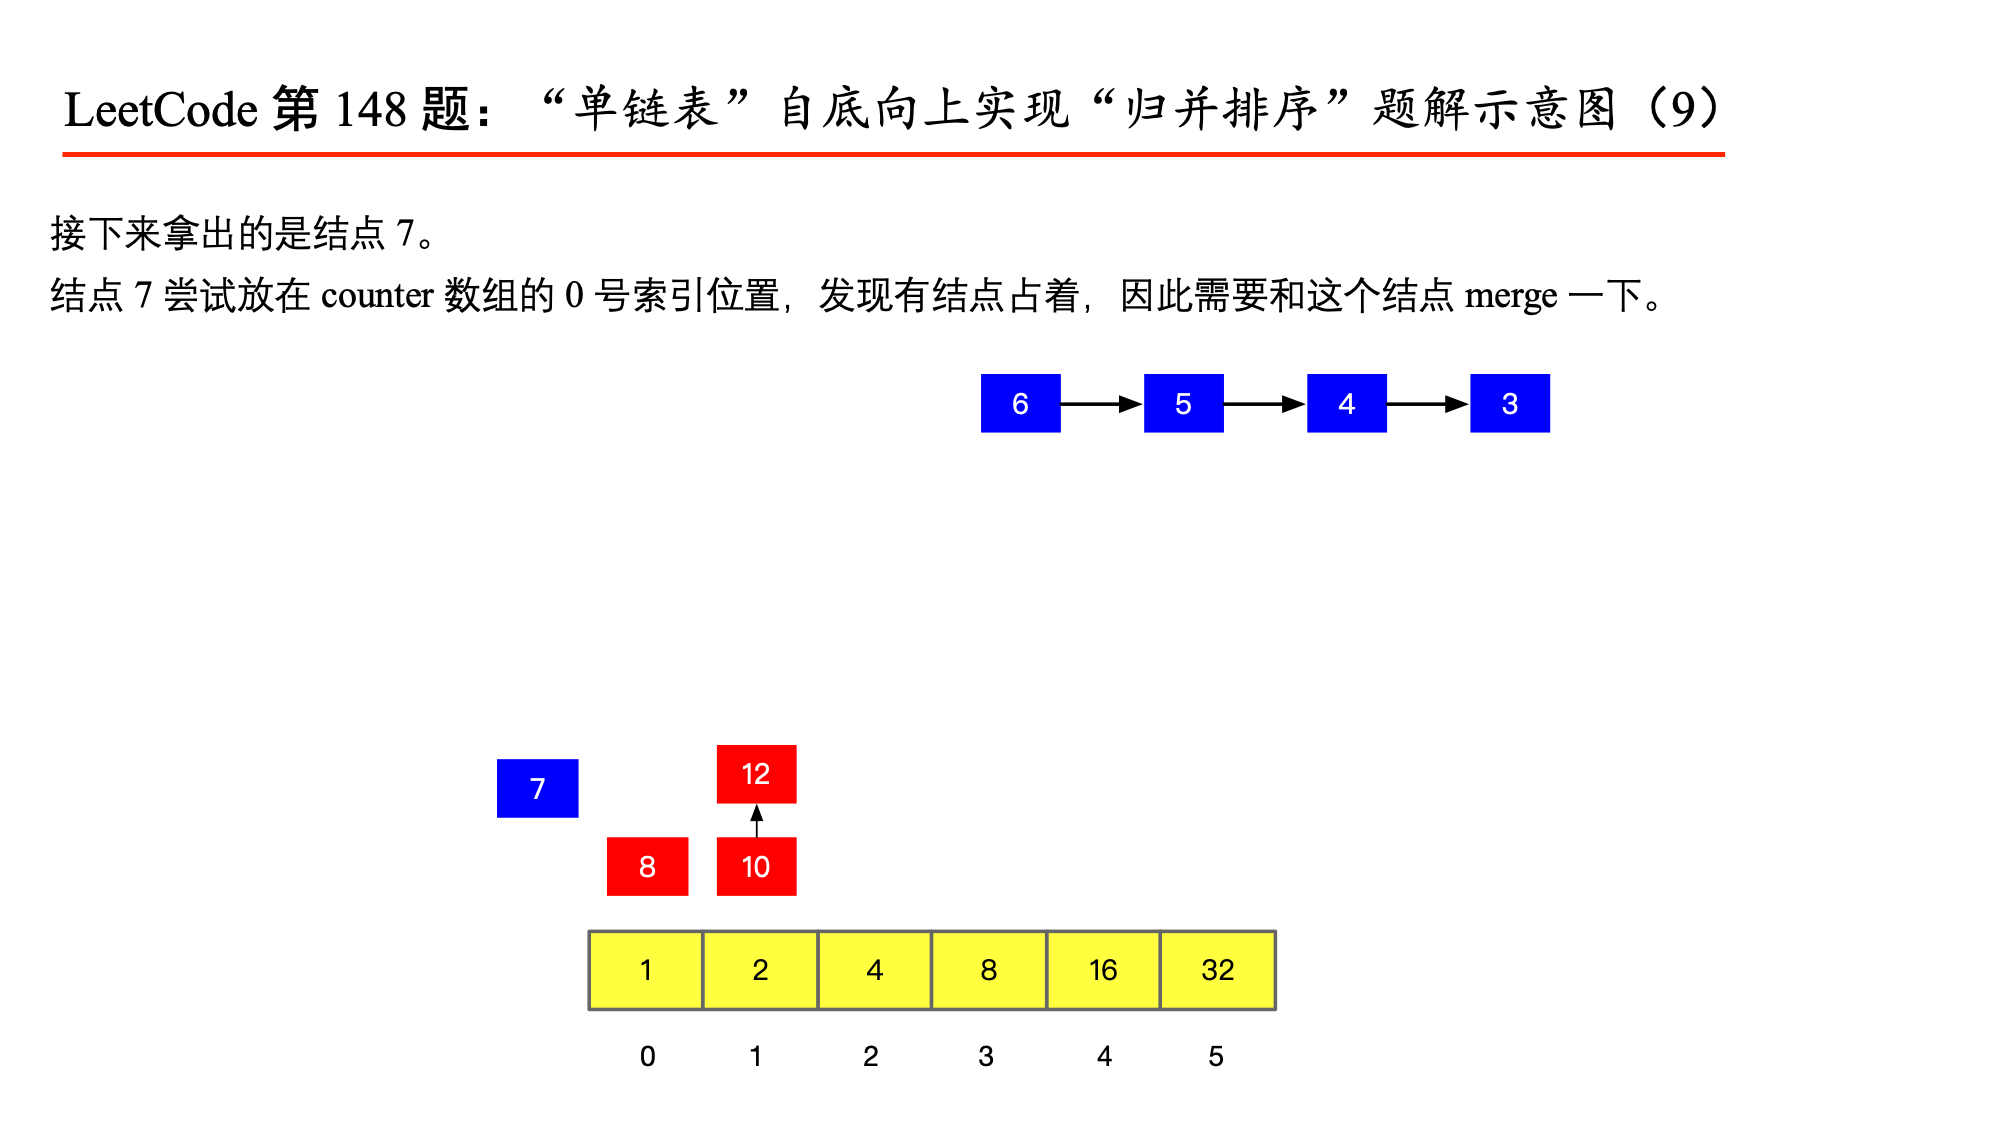 LeetCode 第 148 题：“单链表”自底向上实现“归并排序”题解示意图（9）
接下来拿出的是结点 7。
结点 7 尝试放在 counter 数组的 0 号索引位置，发现有结点占着，因此需要和这个结点 merge 一下。
6 5 4 3
12
7
8 10
1 2 4 8 16 32
0 1 2 3 4 5